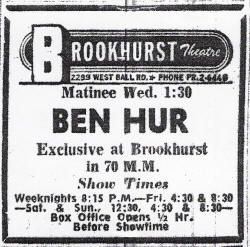 BROOKHURST Theatre
2299 WEST BALL RD. PHONE PR. 2-6446
Matinee Wed. 1:30
BEN HUR
Exclusive at Brookhurst
in 70 M.M.
Show Times
Weeknights 8:15 P.M.—Fri. 4:30 & 8:30
—Sat. & Sun., 12:30, 4:30 & 8:30—
Box Office Opens ½ Hr.
Before Showtime